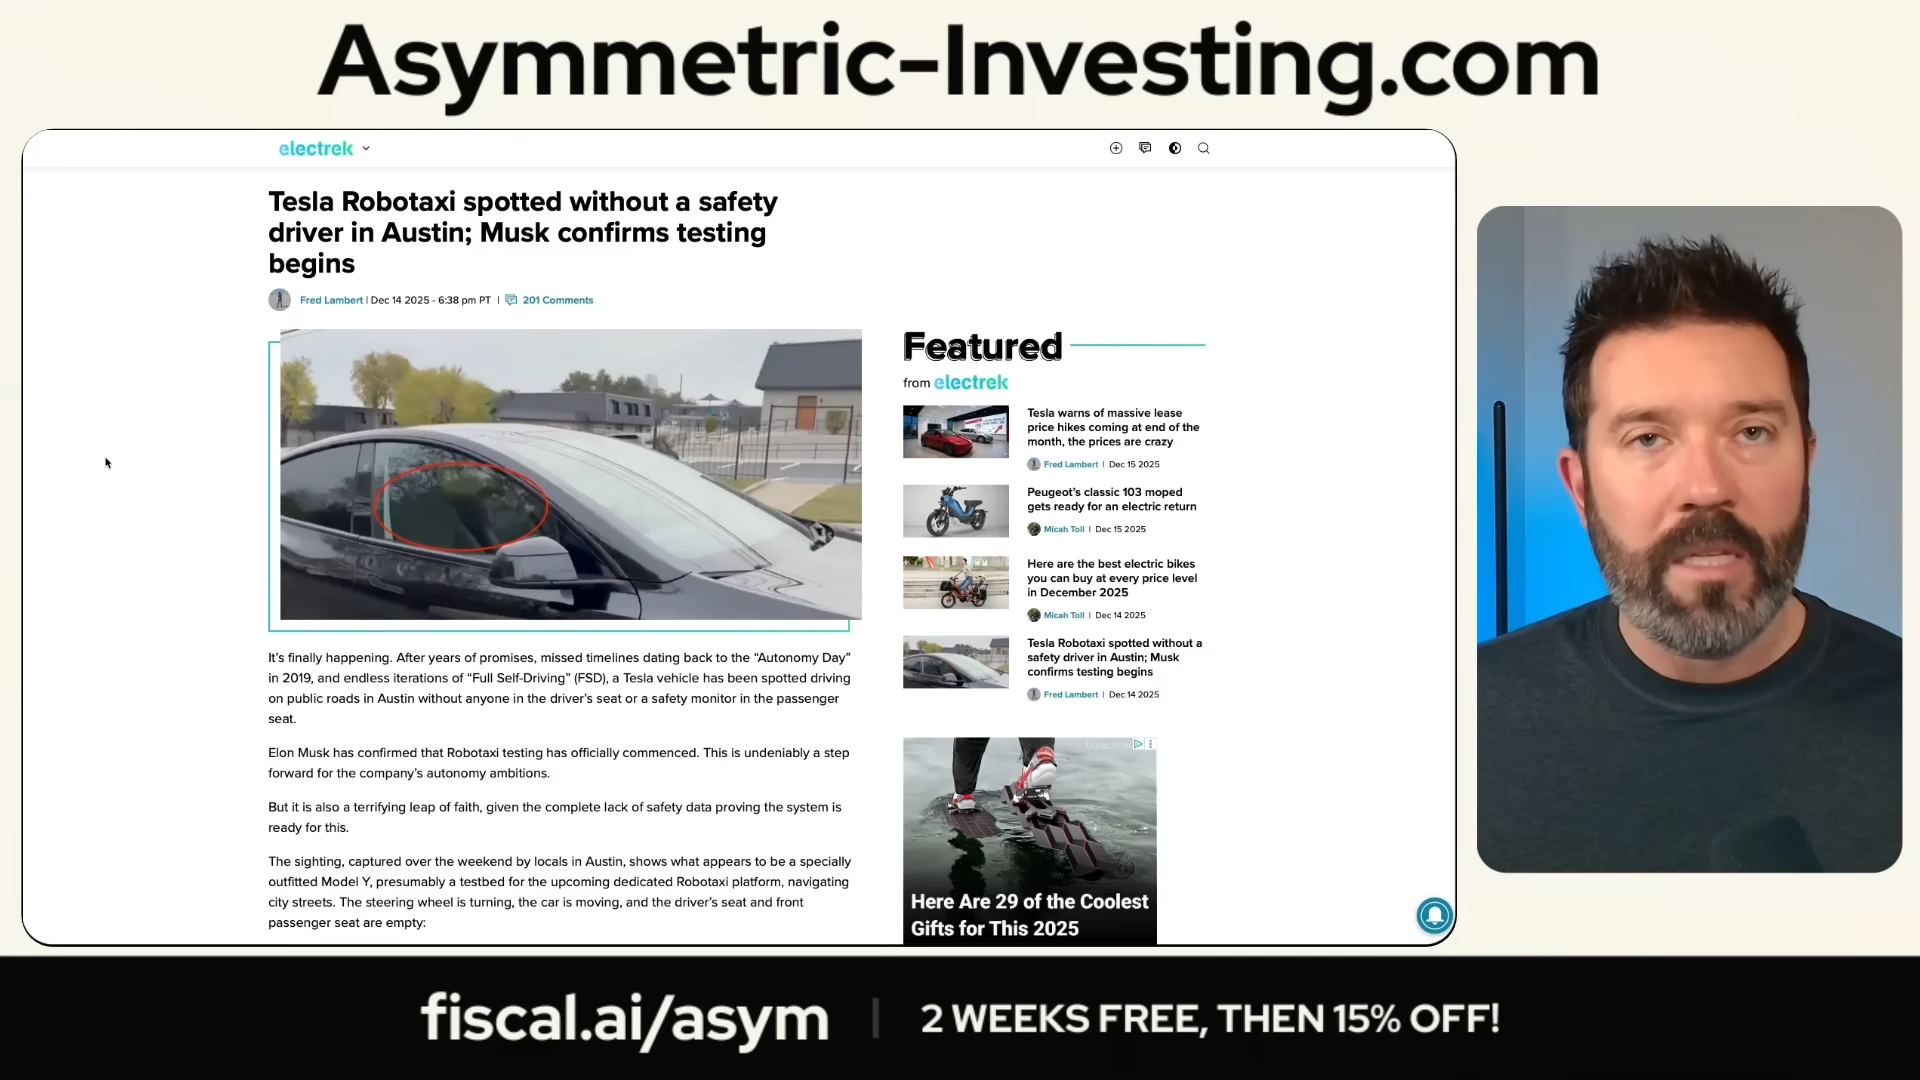 Asymmetric-Investing.com
electrek
Tesla Robotaxi spotted without a safety
driver in Austin; Musk confirms testing
begins
Fred Lambert | Dec 14 2025 - 6:38 pm PT | 201 Comments
It’s finally happening. After years of promises, missed timelines dating back to the “Autonomy Day”
in 2019, and endless iterations of “Full Self-Driving” (FSD), a Tesla vehicle has been spotted driving
on public roads in Austin without anyone in the driver’s seat or a safety monitor in the passenger
seat.
Elon Musk has confirmed that Robotaxi testing has officially commenced. This is undeniably a step
forward for the company’s autonomy ambitions.
But it is also a terrifying leap of faith, given the complete lack of safety data proving the system is
ready for this.
The sighting, captured over the weekend by locals in Austin, shows what appears to be a specially
outfitted Model Y, presumably a testbed for the upcoming dedicated Robotaxi platform, navigating
city streets. The steering wheel is turning, the car is moving, and the driver’s seat and front
passenger seat are empty:
Featured
from electrek
Tesla warns of massive lease
price hikes coming at end of the
month, the prices are crazy
Fred Lambert | Dec 15 2025
Peugeot’s classic 103 moped
gets ready for an electric return
Micah Toll | Dec 15 2025
Here are the best electric bikes
you can buy at every price level
in December 2025
Micah Toll | Dec 14 2025
Tesla Robotaxi spotted without a
safety driver in Austin; Musk
confirms testing begins
Fred Lambert | Dec 14 2025
Here Are 29 of the Coolest
Gifts for This 2025
fiscal.ai/asym | 2 WEEKS FREE, THEN 15% OFF!